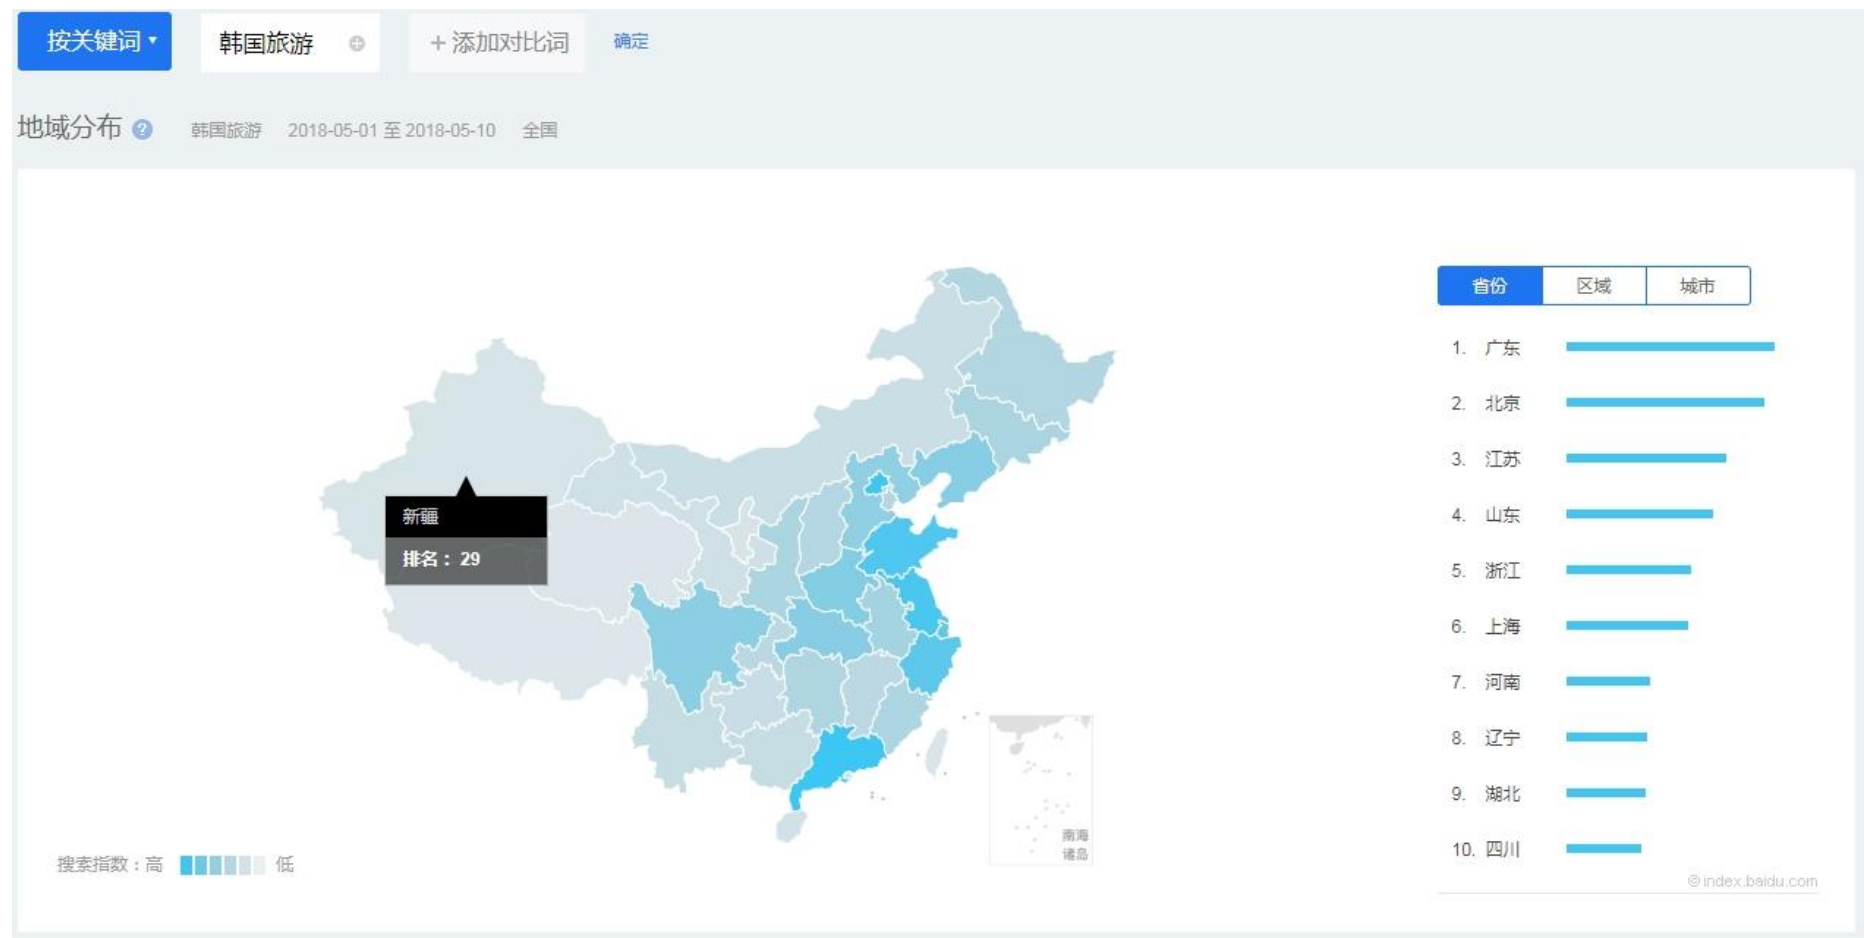 按关键词 韩国旅游 +添加对比词 确定
地域分布 ? 韩国旅游 2018-05-01 至 2018-05-10 全国
省份 区域 城市
1. 广东
2. 北京
3. 江苏
4. 山东
5. 浙江
6. 上海
7. 河南
8. 辽宁
9. 湖北
10. 四川
新疆
排名： 29
南海
诸岛
搜索指数：高 低
©index.baidu.com